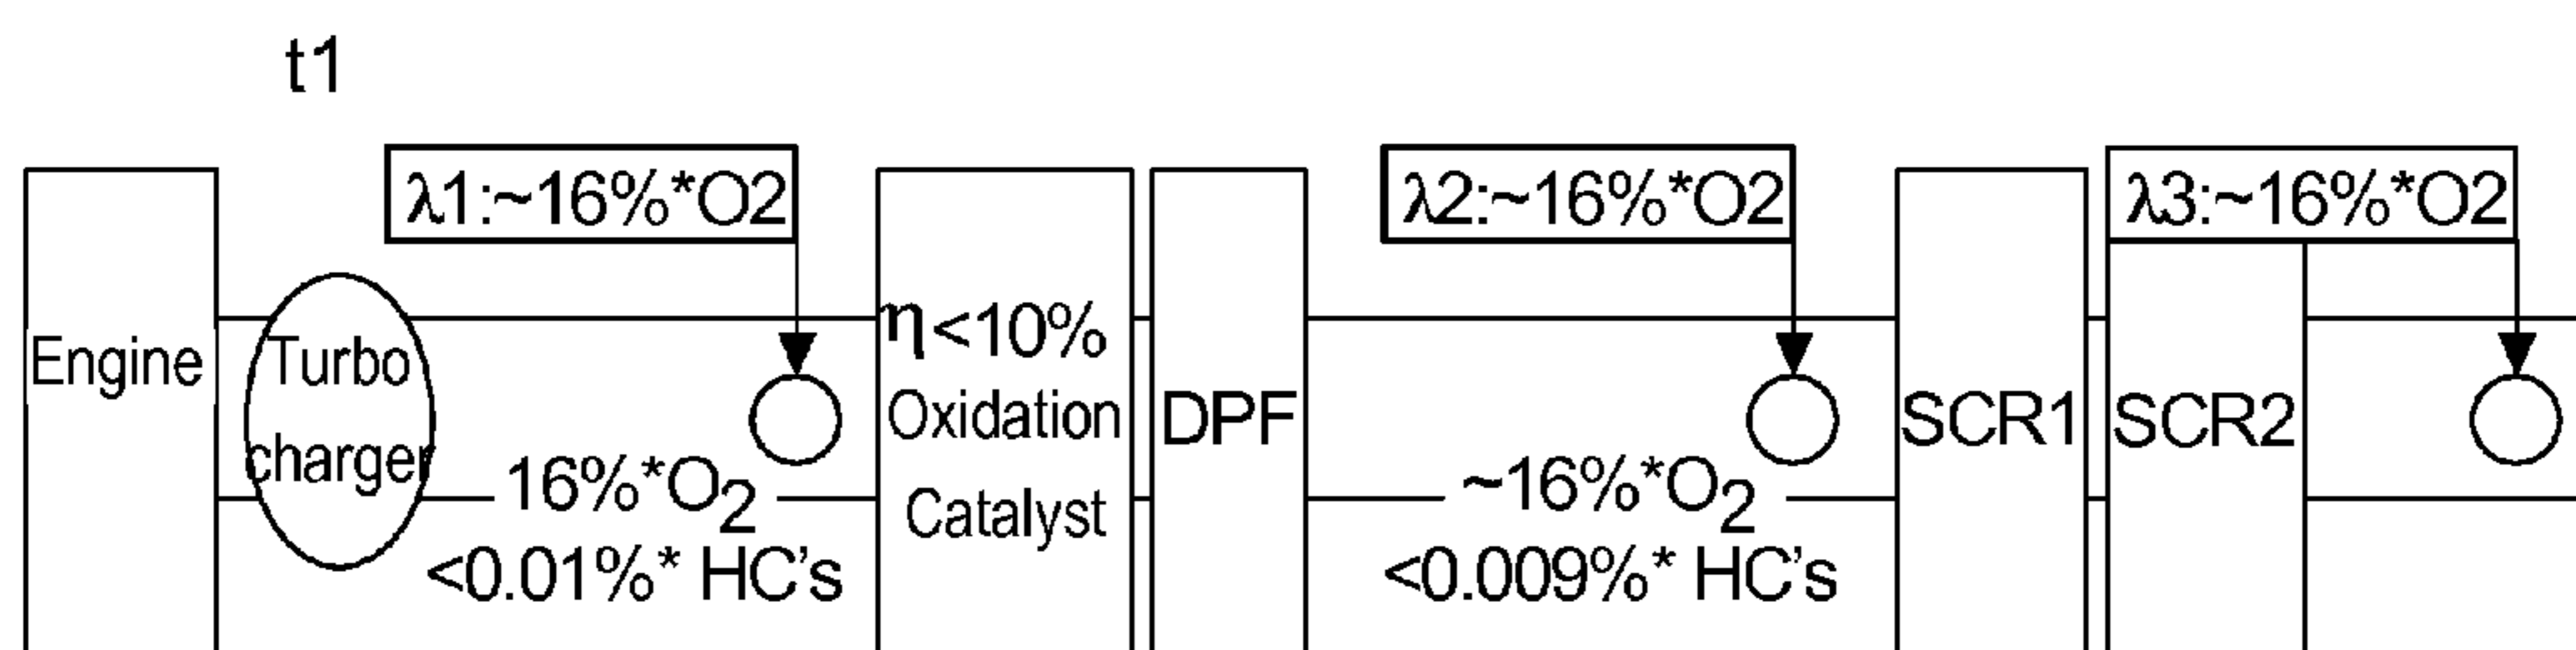 t1
λ1:~16%*O2
λ2:~16%*O2
λ3:~16%*O2
Engine
Turbo
charger
16%*O2
<0.01%* HC's
η<10%
Oxidation
Catalyst
DPF
~16%*O2
<0.009%* HC's
SCR1
SCR2